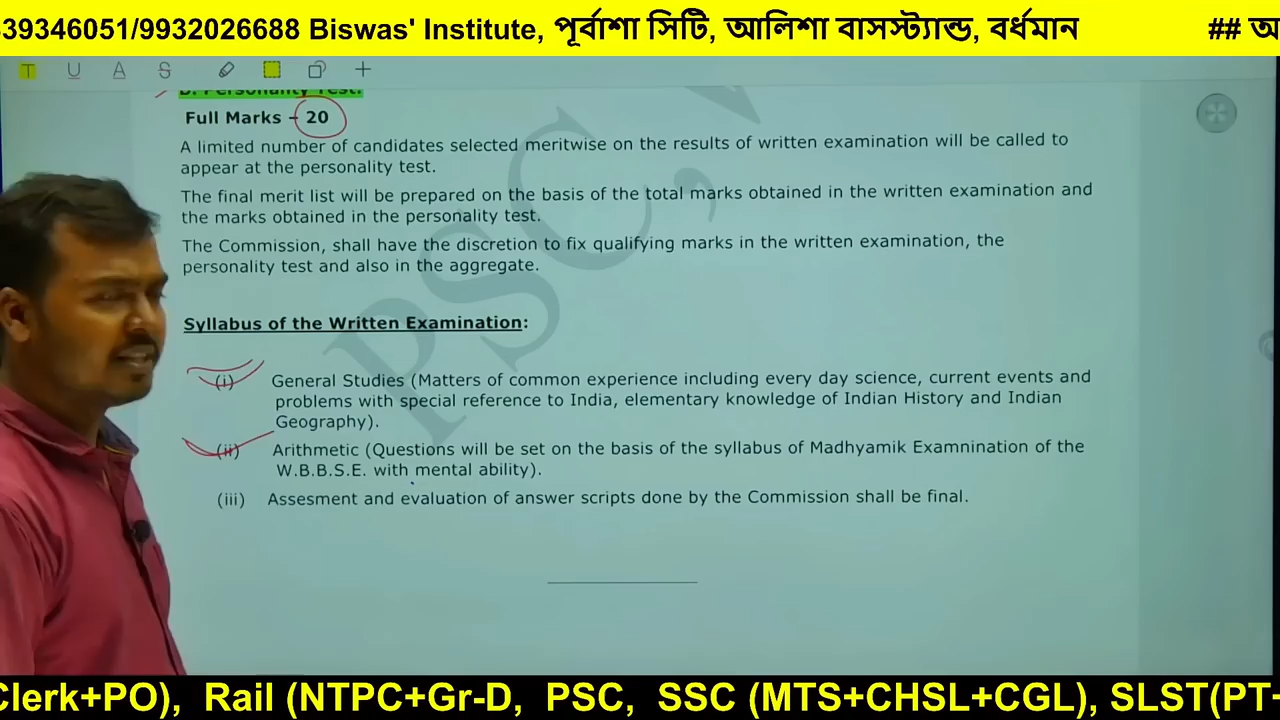 39346051/9932026688 Biswas' Institute, পূর্বাশা সিটি, আলিশা বাসস্ট্যান্ড, বর্ধমান ## অ
T U A S
B. Personality Test.
Full Marks – 20
A limited number of candidates selected meritwise on the results of written examination will be called to
appear at the personality test.
The final merit list will be prepared on the basis of the total marks obtained in the written examination and
the marks obtained in the personality test.
The Commission, shall have the discretion to fix qualifying marks in the written examination, the
personality test and also in the aggregate.
Syllabus of the Written Examination:
(i) General Studies (Matters of common experience including every day science, current events and
problems with special reference to India, elementary knowledge of Indian History and Indian
Geography).
(ii) Arithmetic (Questions will be set on the basis of the syllabus of Madhyamik Examnination of the
W.B.B.S.E. with mental ability).
(iii) Assesment and evaluation of answer scripts done by the Commission shall be final.
PSC, W
Clerk+PO), Rail (NTPC+Gr-D, PSC, SSC (MTS+CHSL+CGL), SLST(PT+